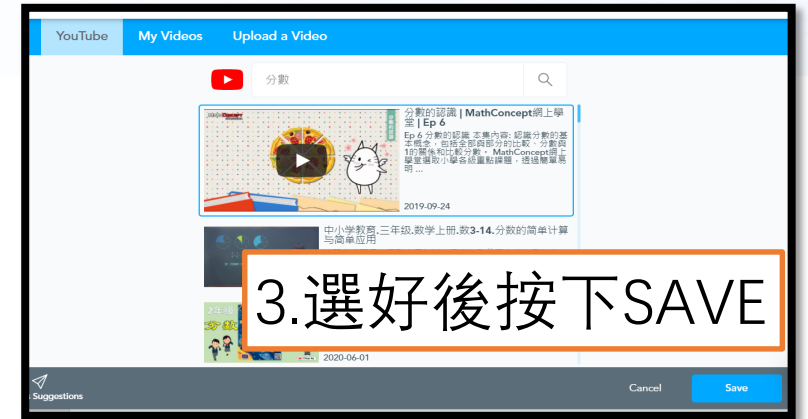 YouTube My Videos Upload a Video
分數
分數的認識 | MathConcept網上學
堂 | Ep 6
Ep 6 分數的認識 本集內容: 認識分數的基
本概念，包括全部與部分的比較、分數與
1的關係和比較分數。 MathConcept網上
學堂選取小學各級重點課題，透過簡單易
明 ...
2019-09-24
中小学教育.三年级.数学上册.数3-14.分数的简单计算
与简单应用
3.選好後按下SAVE
2020-06-01
Suggestions
Cancel Save